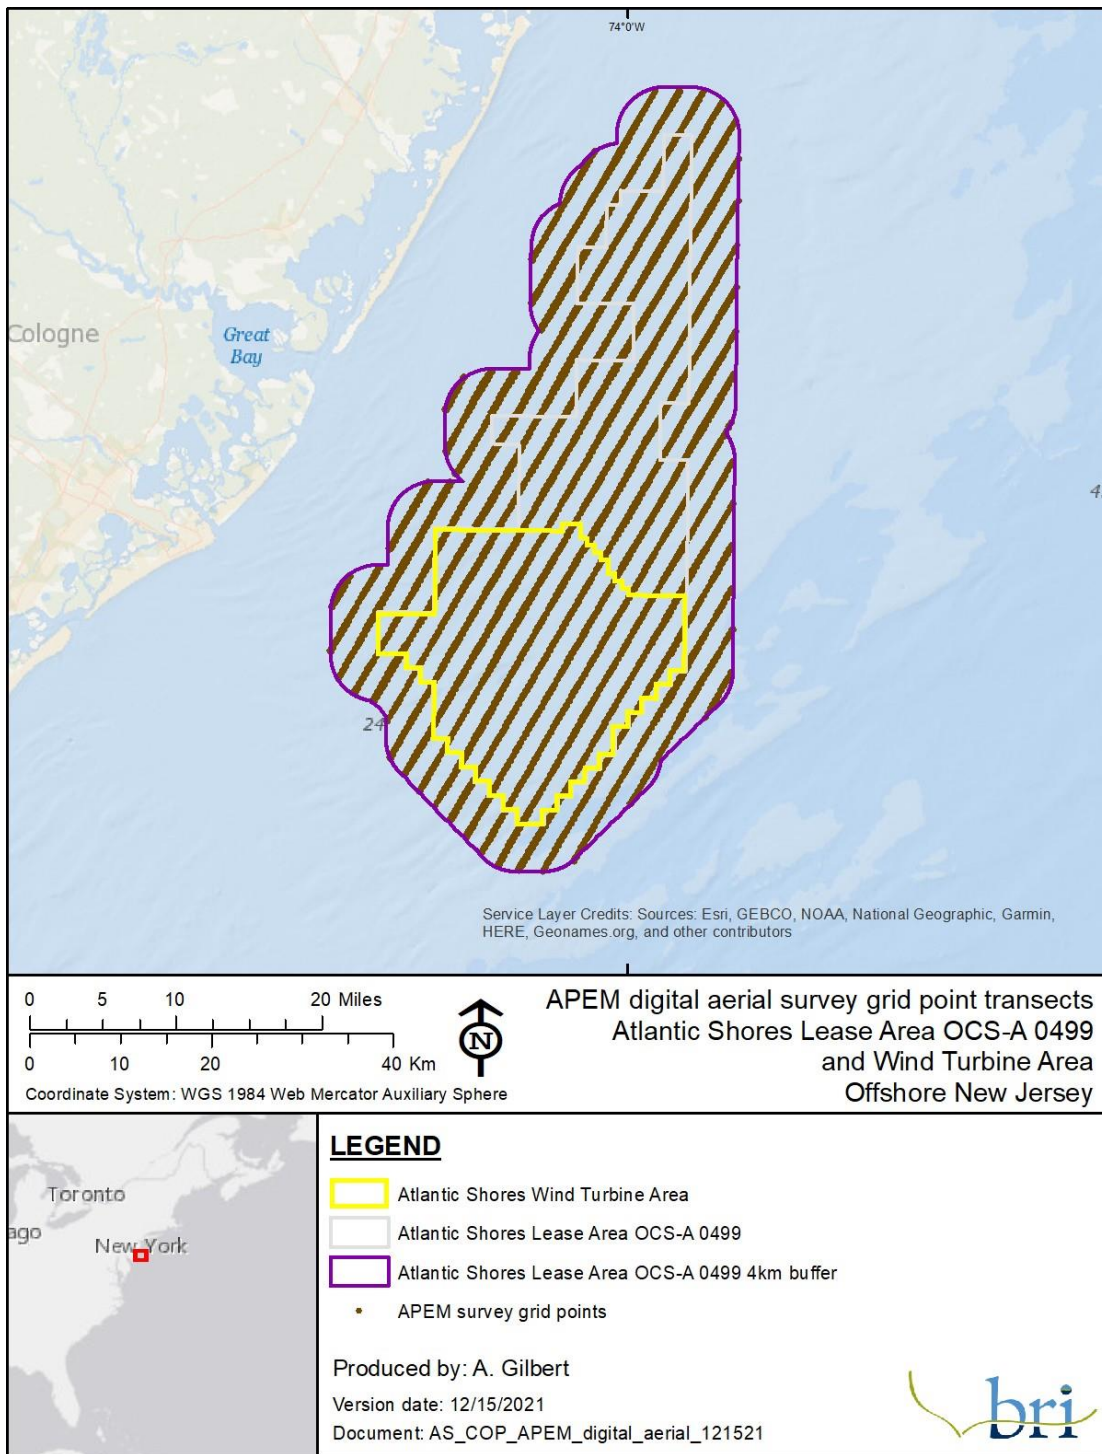 74°0'W
Cologne
Great
Bay
4
24
Service Layer Credits: Sources: Esri, GEBCO, NOAA, National Geographic, Garmin,
HERE, Geonames.org, and other contributors
0 5 10 20 Miles
0 10 20 40 Km
N
Coordinate System: WGS 1984 Web Mercator Auxiliary Sphere
APEM digital aerial survey grid point transects
Atlantic Shores Lease Area OCS-A 0499
and Wind Turbine Area
Offshore New Jersey
Toronto
ago
New York
LEGEND
Atlantic Shores Wind Turbine Area
Atlantic Shores Lease Area OCS-A 0499
Atlantic Shores Lease Area OCS-A 0499 4km buffer
APEM survey grid points
Produced by: A. Gilbert
Version date: 12/15/2021
Document: AS_COP_APEM_digital_aerial_121521
bri